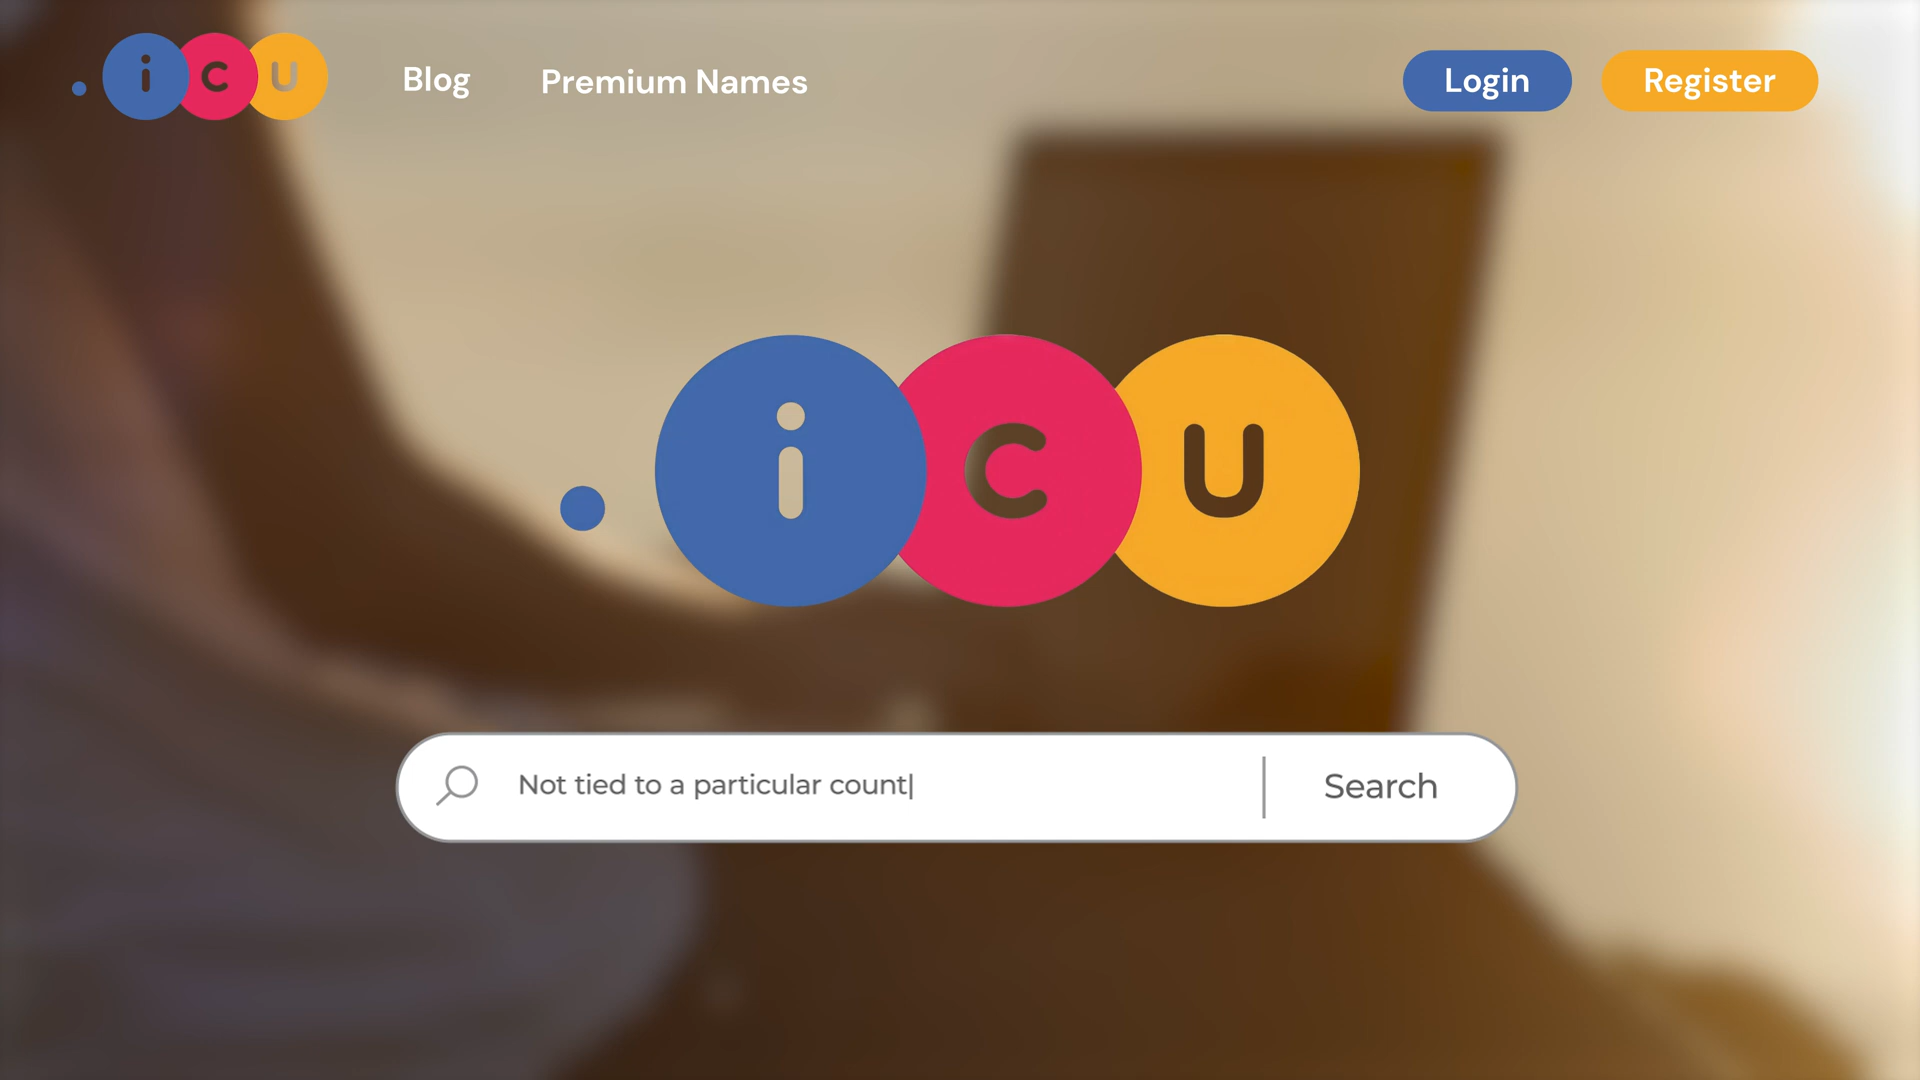 .icu
Blog
Premium Names
Login
Register
.icu
Not tied to a particular count
Search